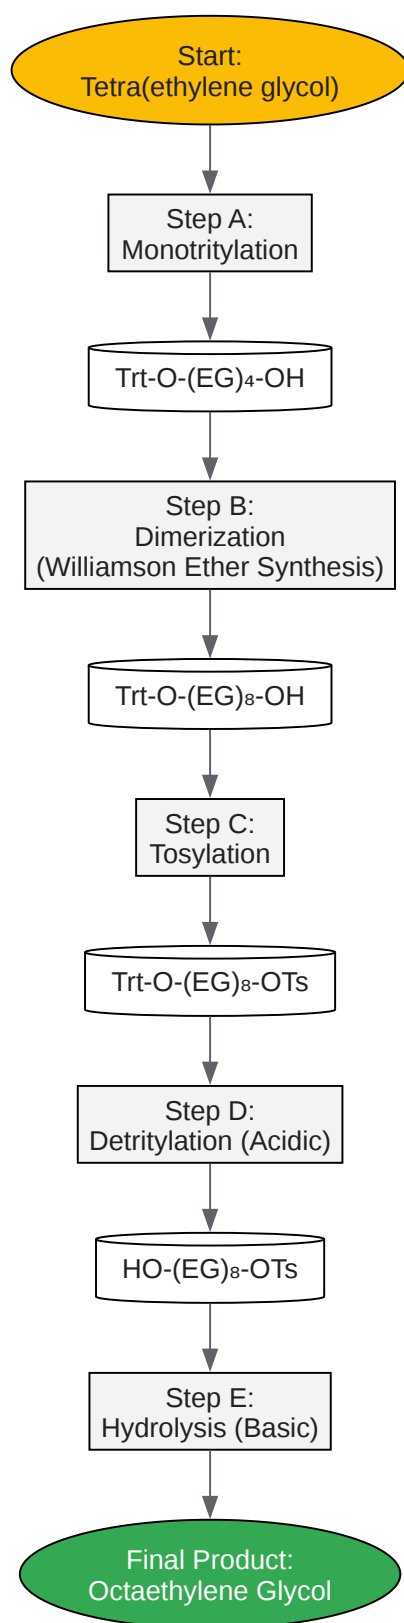 Start:
Tetra(ethylene glycol)
Step A:
Monotritylation
Trt-O-(EG)₄-OH
Step B:
Dimerization
(Williamson Ether Synthesis)
Trt-O-(EG)₈-OH
Step C:
Tosylation
Trt-O-(EG)₈-OTs
Step D:
Detritylation (Acidic)
HO-(EG)₈-OTs
Step E:
Hydrolysis (Basic)
Final Product:
Octaethylene Glycol